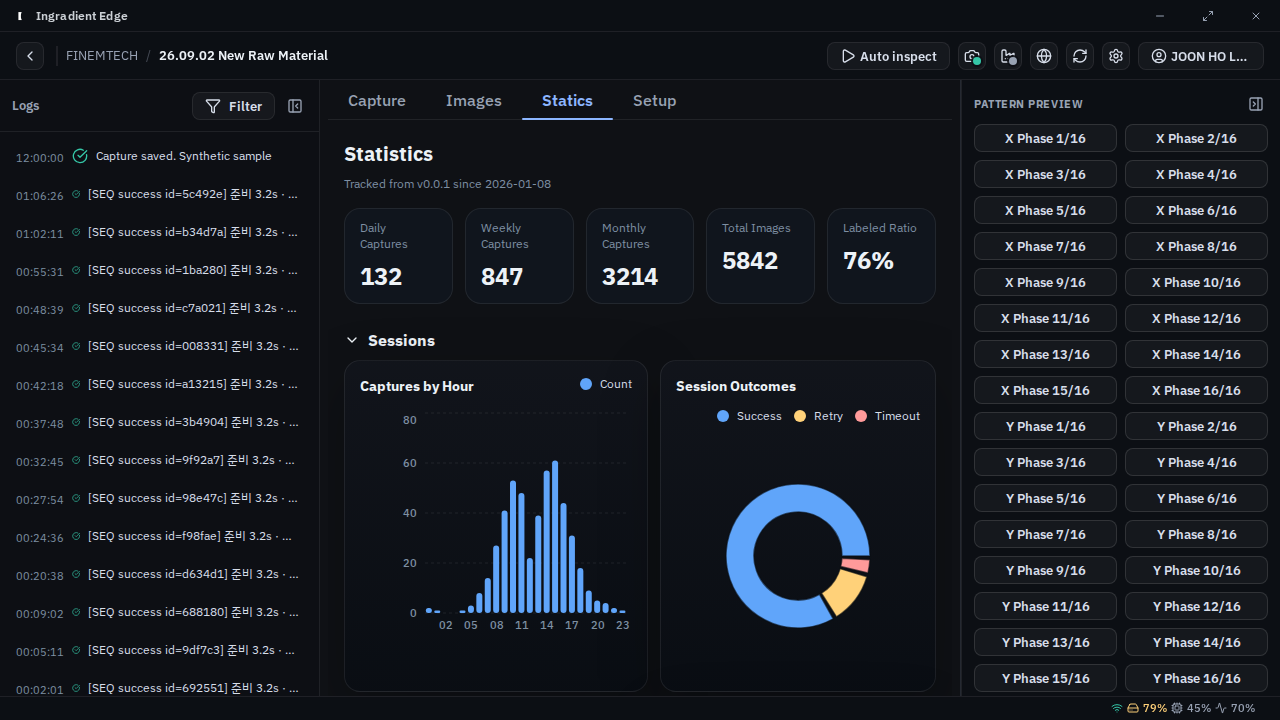 Ingradient Edge
FINEMTECH / 26.09.02 New Raw Material
Auto inspect
JOON HO L...
Logs
Filter
12:00:00 Capture saved. Synthetic sample
01:06:26 [SEQ success id=5c492e] 준비 3.2s · ...
01:02:11 [SEQ success id=b34d7a] 준비 3.2s · ...
00:55:31 [SEQ success id=1ba280] 준비 3.2s · ...
00:48:39 [SEQ success id=c7a021] 준비 3.2s · ...
00:45:34 [SEQ success id=008331] 준비 3.2s · ...
00:42:18 [SEQ success id=a13215] 준비 3.2s · ...
00:37:48 [SEQ success id=3b4904] 준비 3.2s · ...
00:32:45 [SEQ success id=9f92a7] 준비 3.2s · ...
00:27:54 [SEQ success id=98e47c] 준비 3.2s · ...
00:24:36 [SEQ success id=f98fae] 준비 3.2s · ...
00:20:38 [SEQ success id=d634d1] 준비 3.2s · ...
00:09:02 [SEQ success id=688180] 준비 3.2s · ...
00:05:11 [SEQ success id=9df7c3] 준비 3.2s · ...
00:02:01 [SEQ success id=692551] 준비 3.2s · ...
Capture Images Statics Setup
Statistics
Tracked from v0.0.1 since 2026-01-08
Daily Captures
132
Weekly Captures
847
Monthly Captures
3214
Total Images
5842
Labeled Ratio
76%
Sessions
Captures by Hour
Count
80
60
40
20
0
02 05 08 11 14 17 20 23
Session Outcomes
Success Retry Timeout
PATTERN PREVIEW
X Phase 1/16 X Phase 2/16
X Phase 3/16 X Phase 4/16
X Phase 5/16 X Phase 6/16
X Phase 7/16 X Phase 8/16
X Phase 9/16 X Phase 10/16
X Phase 11/16 X Phase 12/16
X Phase 13/16 X Phase 14/16
X Phase 15/16 X Phase 16/16
Y Phase 1/16 Y Phase 2/16
Y Phase 3/16 Y Phase 4/16
Y Phase 5/16 Y Phase 6/16
Y Phase 7/16 Y Phase 8/16
Y Phase 9/16 Y Phase 10/16
Y Phase 11/16 Y Phase 12/16
Y Phase 13/16 Y Phase 14/16
Y Phase 15/16 Y Phase 16/16
79% 45% 70%